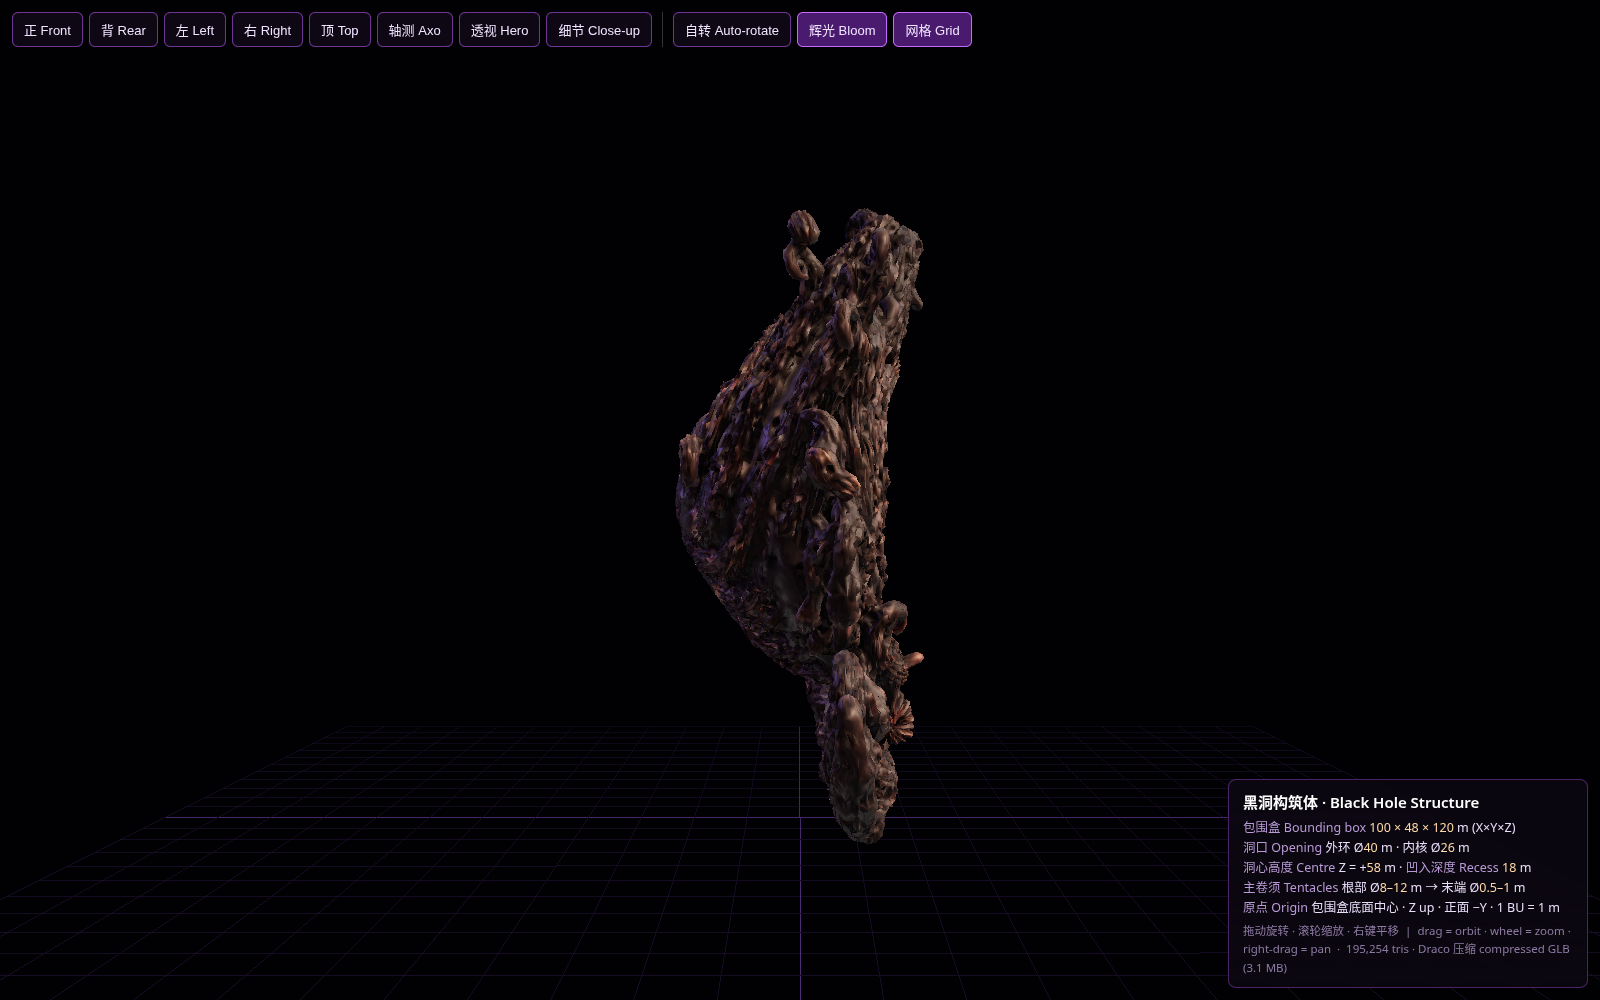 正 Front
背 Rear
左 Left
右 Right
顶 Top
轴测 Axo
透视 Hero
细节 Close-up
自转 Auto-rotate
辉光 Bloom
网格 Grid
黑洞构筑体 · Black Hole Structure
包围盒 Bounding box 100 × 48 × 120 m (X×Y×Z)
洞口 Opening 外环 Ø40 m · 内核 Ø26 m
洞心高度 Centre Z = +58 m · 凹入深度 Recess 18 m
主卷须 Tentacles 根部 Ø8–12 m → 末端 Ø0.5–1 m
原点 Origin 包围盒底面中心 · Z up · 正面 −Y · 1 BU = 1 m
拖动旋转 · 滚轮缩放 · 右键平移 | drag = orbit · wheel = zoom ·
right-drag = pan · 195,254 tris · Draco 压缩 compressed GLB
(3.1 MB)